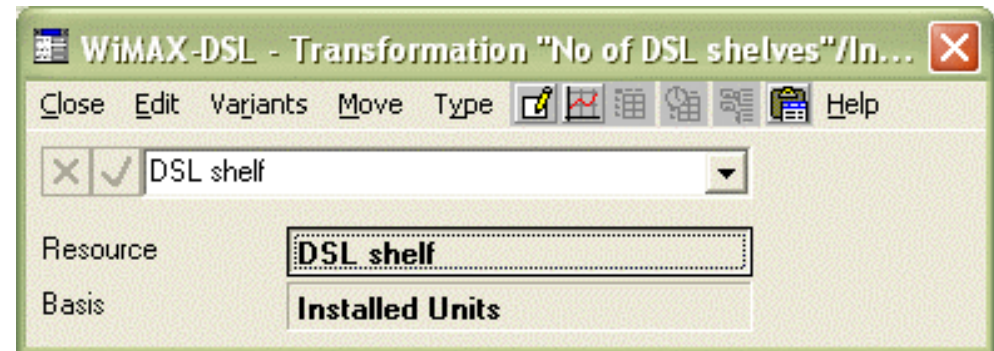 WiMAX-DSL - Transformation "No of DSL shelves"/In...
Close Edit Variants Move Type Help
DSL shelf
Resource DSL shelf
Basis Installed Units